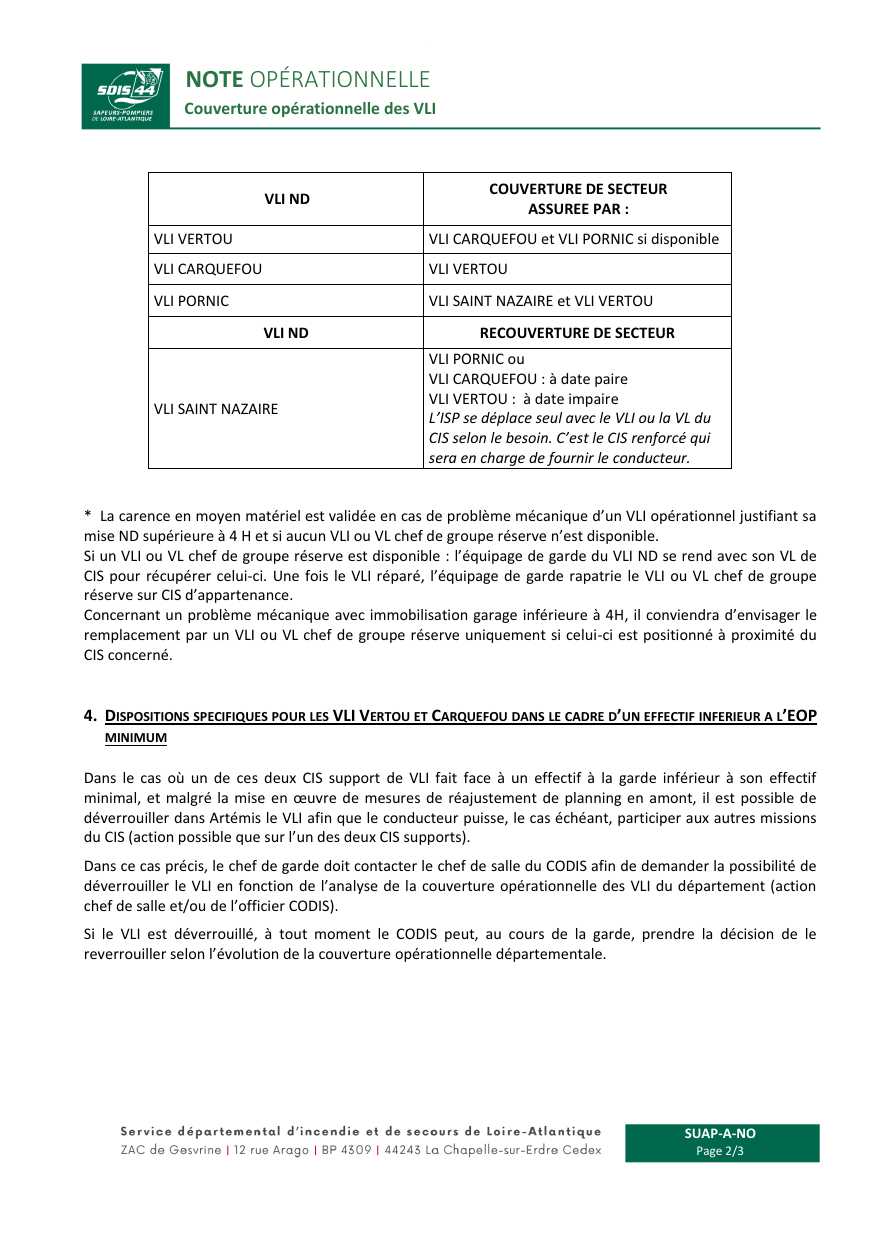 SDIS 44
SAPEURS-POMPIERS
DE LOIRE-ATLANTIQUE
NOTE OPÉRATIONNELLE
Couverture opérationnelle des VLI
VLI ND
COUVERTURE DE SECTEUR
ASSUREE PAR :
VLI VERTOU
VLI CARQUEFOU et VLI PORNIC si disponible
VLI CARQUEFOU
VLI VERTOU
VLI PORNIC
VLI SAINT NAZAIRE et VLI VERTOU
VLI ND
RECOUVERTURE DE SECTEUR
VLI SAINT NAZAIRE
VLI PORNIC ou
VLI CARQUEFOU : à date paire
VLI VERTOU : à date impaire
L’ISP se déplace seul avec le VLI ou la VL du
CIS selon le besoin. C’est le CIS renforcé qui
sera en charge de fournir le conducteur.
* La carence en moyen matériel est validée en cas de problème mécanique d’un VLI opérationnel justifiant sa
mise ND supérieure à 4 H et si aucun VLI ou VL chef de groupe réserve n’est disponible.
Si un VLI ou VL chef de groupe réserve est disponible : l’équipage de garde du VLI ND se rend avec son VL de
CIS pour récupérer celui-ci. Une fois le VLI réparé, l’équipage de garde rapatrie le VLI ou VL chef de groupe
réserve sur CIS d’appartenance.
Concernant un problème mécanique avec immobilisation garage inférieure à 4H, il conviendra d’envisager le
remplacement par un VLI ou VL chef de groupe réserve uniquement si celui-ci est positionné à proximité du
CIS concerné.
4. DISPOSITIONS SPECIFIQUES POUR LES VLI VERTOU ET CARQUEFOU DANS LE CADRE D’UN EFFECTIF INFERIEUR A L’EOP
MINIMUM
Dans le cas où un de ces deux CIS support de VLI fait face à un effectif à la garde inférieur à son effectif
minimal, et malgré la mise en œuvre de mesures de réajustement de planning en amont, il est possible de
déverrouiller dans Artémis le VLI afin que le conducteur puisse, le cas échéant, participer aux autres missions
du CIS (action possible que sur l’un des deux CIS supports).
Dans ce cas précis, le chef de garde doit contacter le chef de salle du CODIS afin de demander la possibilité de
déverrouiller le VLI en fonction de l’analyse de la couverture opérationnelle des VLI du département (action
chef de salle et/ou de l’officier CODIS).
Si le VLI est déverrouillé, à tout moment le CODIS peut, au cours de la garde, prendre la décision de le
reverrouiller selon l’évolution de la couverture opérationnelle départementale.
Service départemental d’incendie et de secours de Loire-Atlantique
ZAC de Gesvrine | 12 rue Arago | BP 4309 | 44243 La Chapelle-sur-Erdre Cedex
SUAP-A-NO
Page 2/3